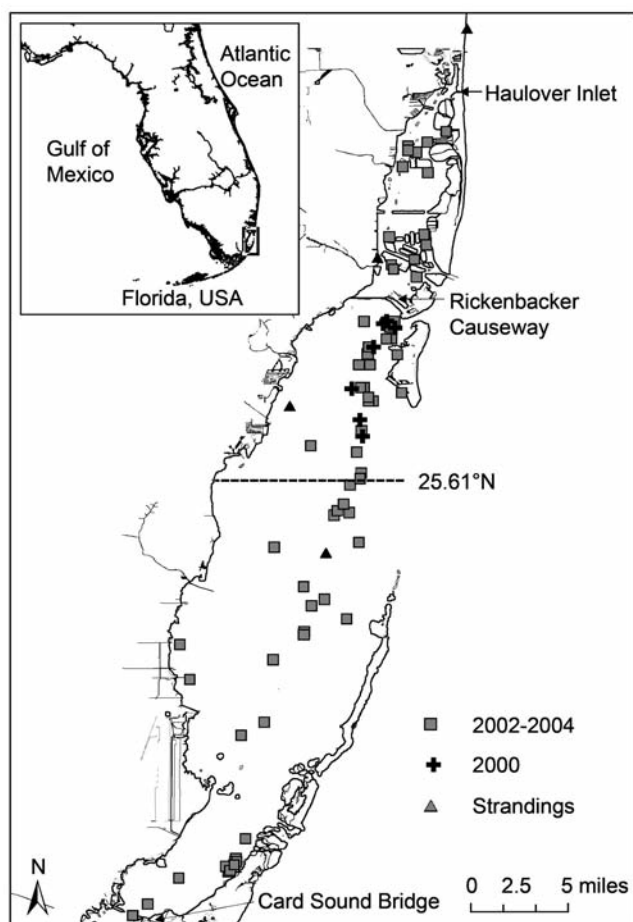 Atlantic
Ocean
Gulf of
Mexico
Florida, USA
Haulover Inlet
Rickenbacker
Causeway
25.61°N
2002-2004
2000
Strandings
N
Card Sound Bridge
0 2.5 5 miles